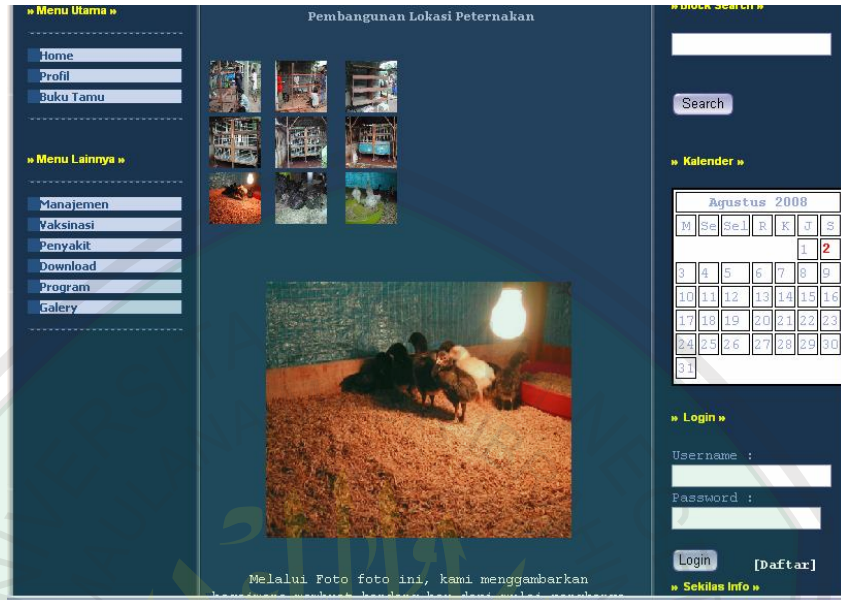 » Menu Utama »
Home
Profil
Buku Tamu
» Menu Lainnya »
Manajemen
Vaksinasi
Penyakit
Download
Program
Galery
Pembangunan Lokasi Peternakan
Melalui Foto foto ini, kami menggambarkan
» Block Search »
Search
» Kalender »
Agustus 2008
M Se Sel R K J S
1 2
3 4 5 6 7 8 9
10 11 12 13 14 15 16
17 18 19 20 21 22 23
24 25 26 27 28 29 30
31
» Login »
Username :
Password :
Login [Daftar]
» Sekilas Info »